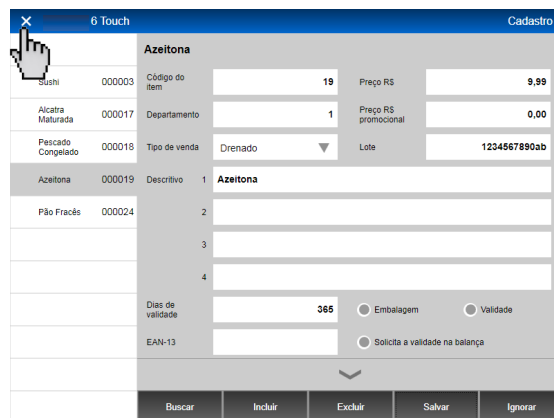 6 Touch Cadastro
Azeitona
Sushi 000003 Código do item 19 Preço R$ 9,99
Alcatra Maturada 000017 Departamento 1 Preço R$ promocional 0,00
Pescado Congelado 000018 Tipo de venda Drenado Lote 1234567890ab
Azeitona 000019 Descritivo 1 Azeitona
Pão Fracês 000024 2
3
4
Dias de validade 365 Embalagem Validade
EAN-13 Solicita a validade na balança
Buscar Incluir Excluir Salvar Ignorar